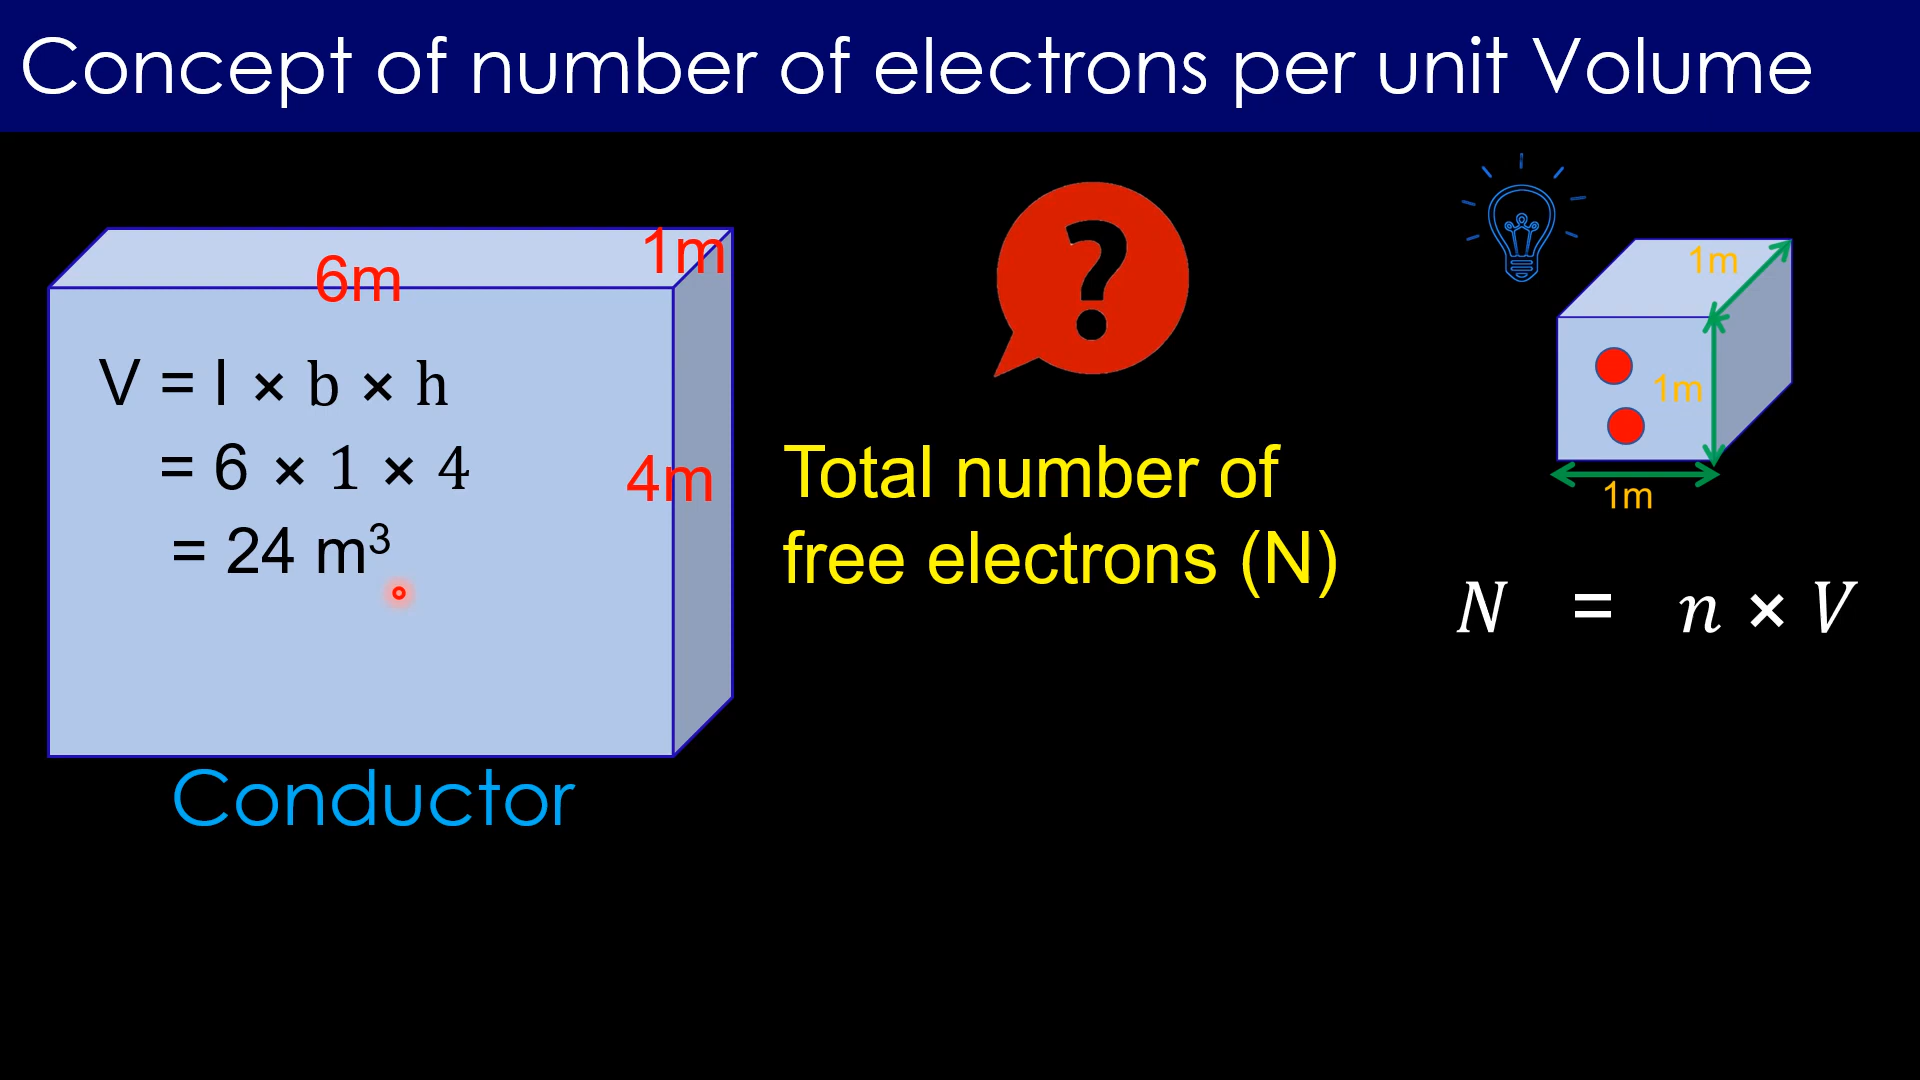 Concept of number of electrons per unit Volume
6m
1m
V = l × b × h
= 6 × 1 × 4
= 24 m³
4m
Conductor
?
Total number of
free electrons (N)
1m
1m
1m
N = n × V